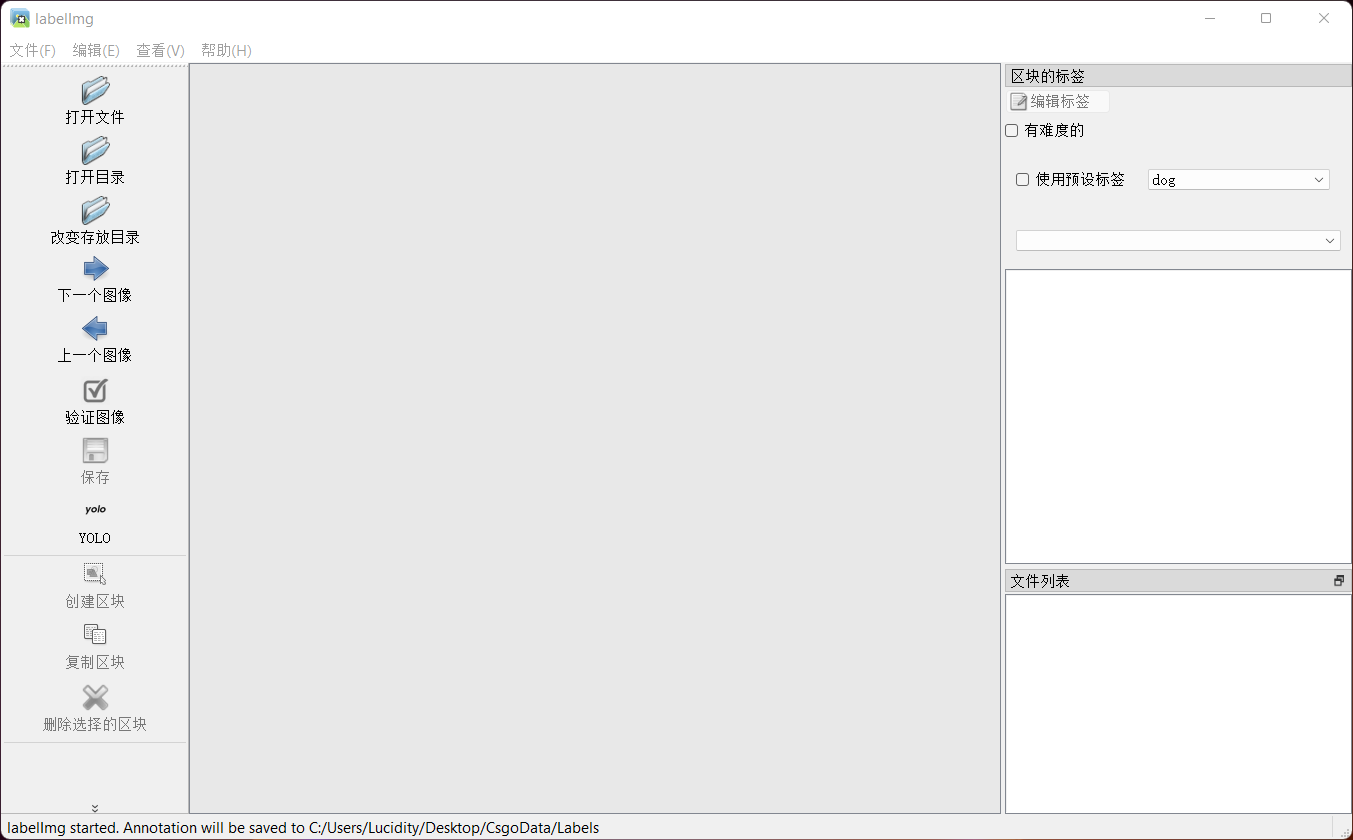 labelImg
文件(F) 编辑(E) 查看(V) 帮助(H)
打开文件
打开目录
改变存放目录
下一个图像
上一个图像
验证图像
保存
yolo
YOLO
创建区块
复制区块
删除选择的区块
区块的标签
编辑标签
有难度的
使用预设标签 dog
文件列表
labelImg started. Annotation will be saved to C:/Users/Lucidity/Desktop/CsgoData/Labels